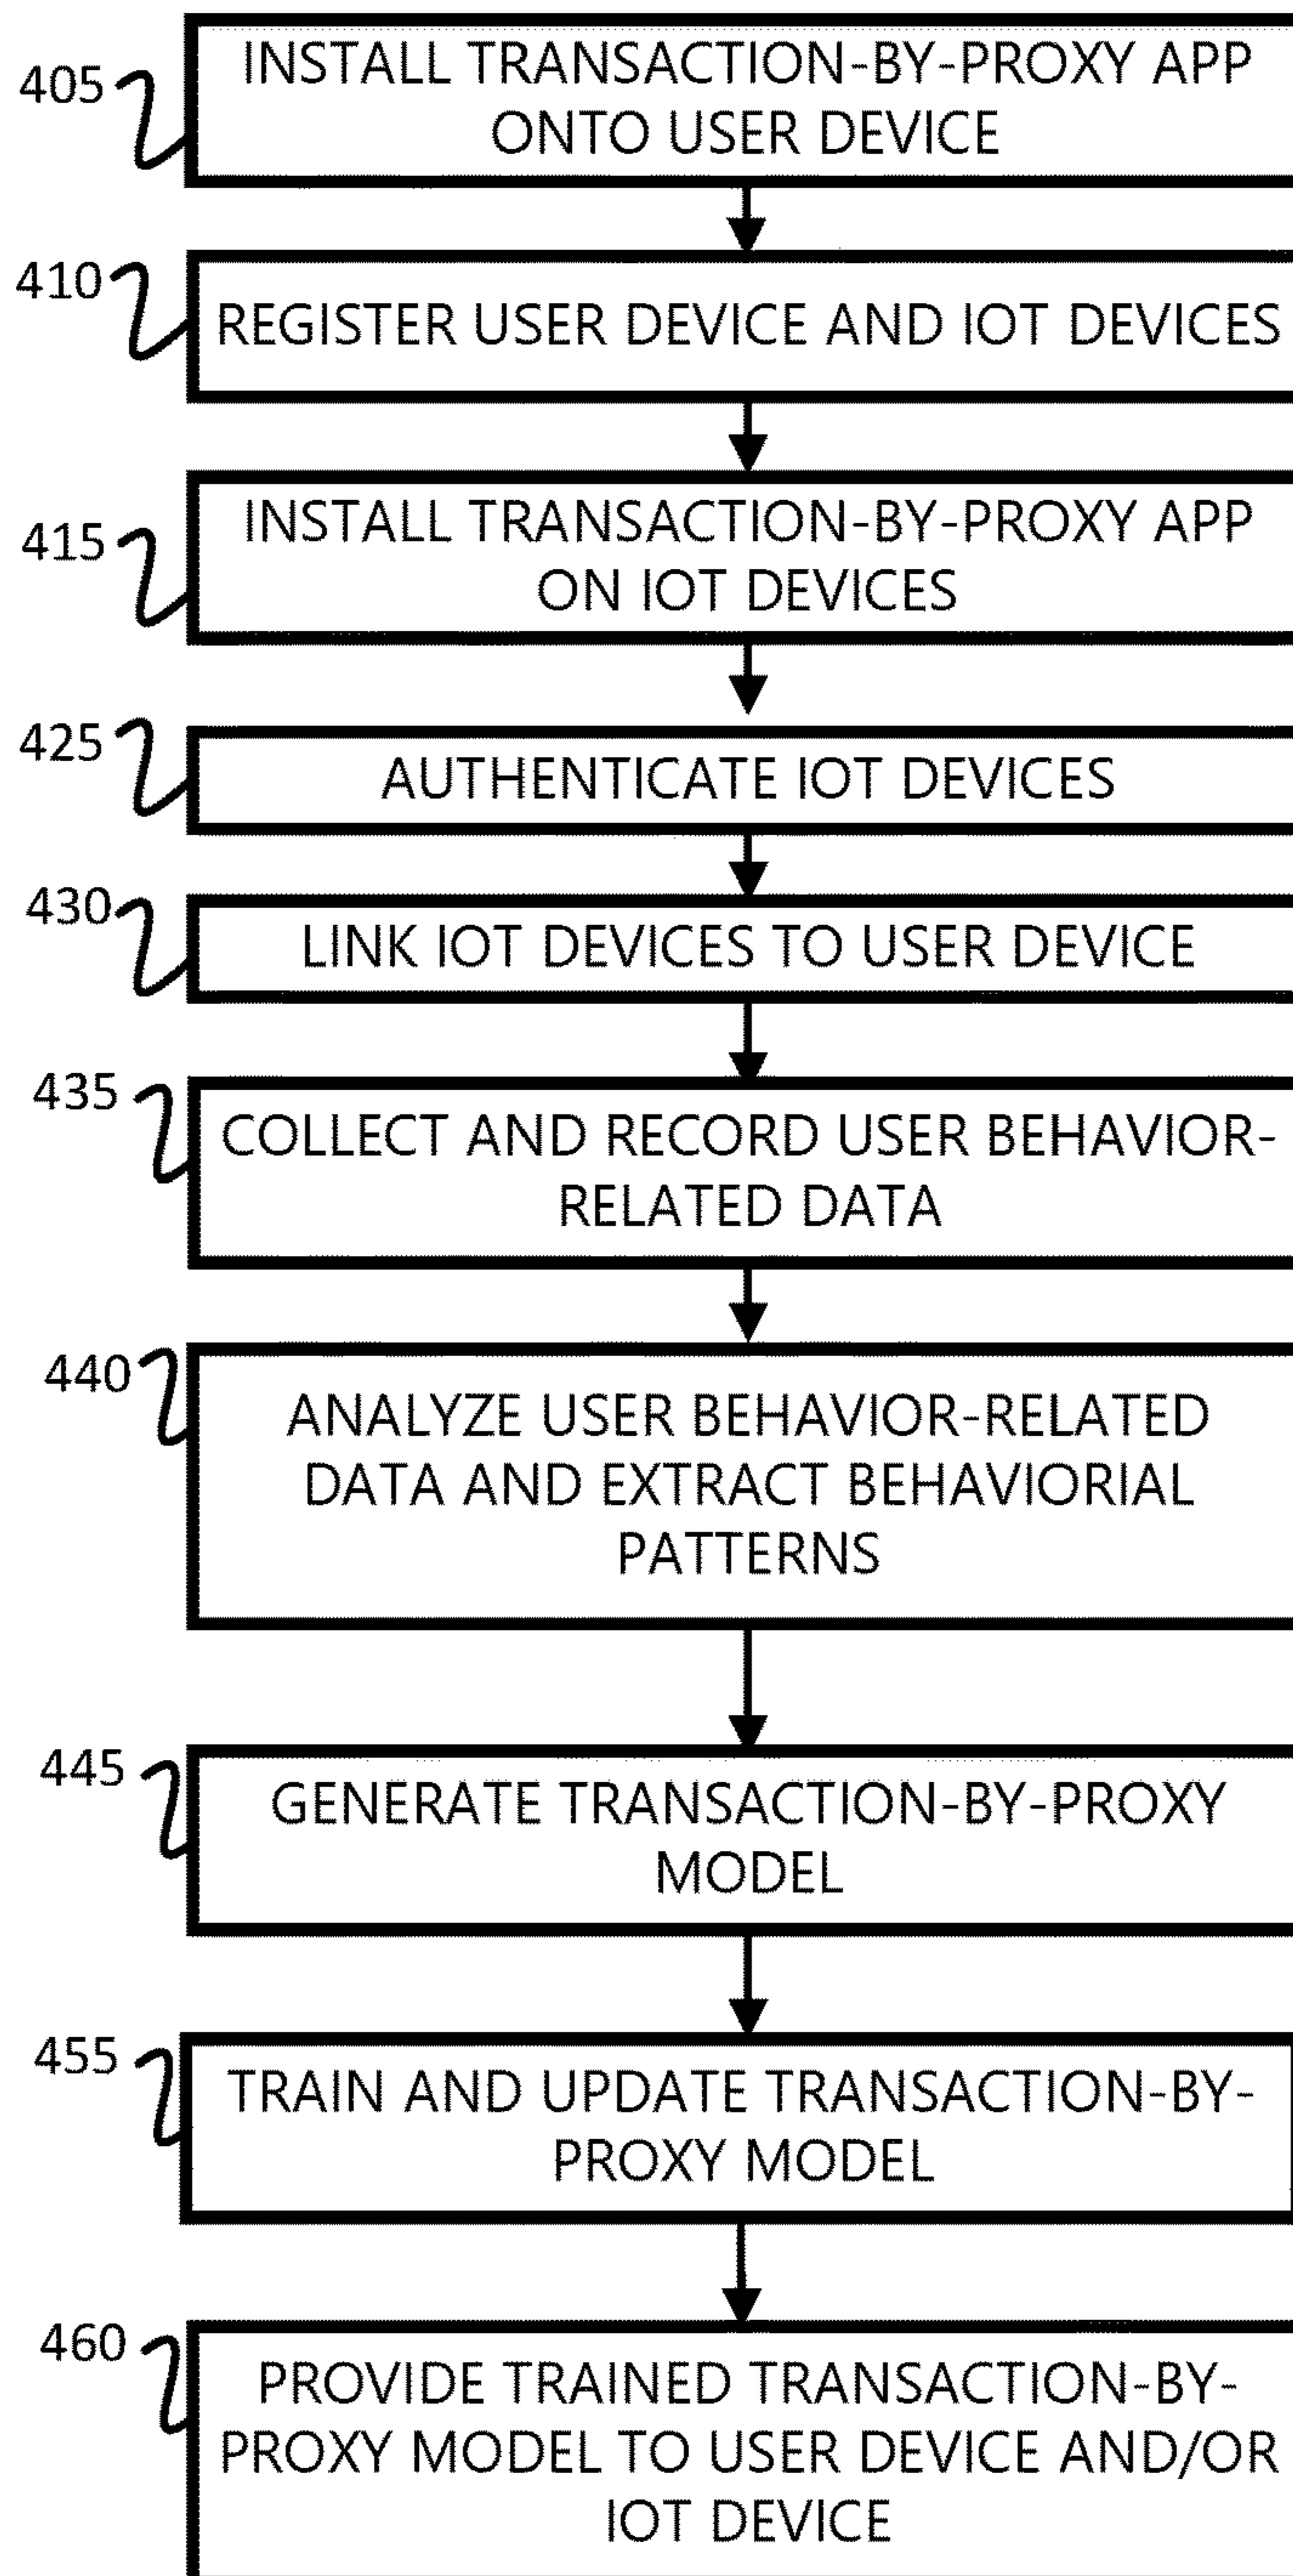 405
INSTALL TRANSACTION-BY-PROXY APP
ONTO USER DEVICE
410
REGISTER USER DEVICE AND IOT DEVICES
415
INSTALL TRANSACTION-BY-PROXY APP
ON IOT DEVICES
425
AUTHENTICATE IOT DEVICES
430
LINK IOT DEVICES TO USER DEVICE
435
COLLECT AND RECORD USER BEHAVIOR-
RELATED DATA
440
ANALYZE USER BEHAVIOR-RELATED
DATA AND EXTRACT BEHAVIORIAL
PATTERNS
445
GENERATE TRANSACTION-BY-PROXY
MODEL
455
TRAIN AND UPDATE TRANSACTION-BY-
PROXY MODEL
460
PROVIDE TRAINED TRANSACTION-BY-
PROXY MODEL TO USER DEVICE AND/OR
IOT DEVICE